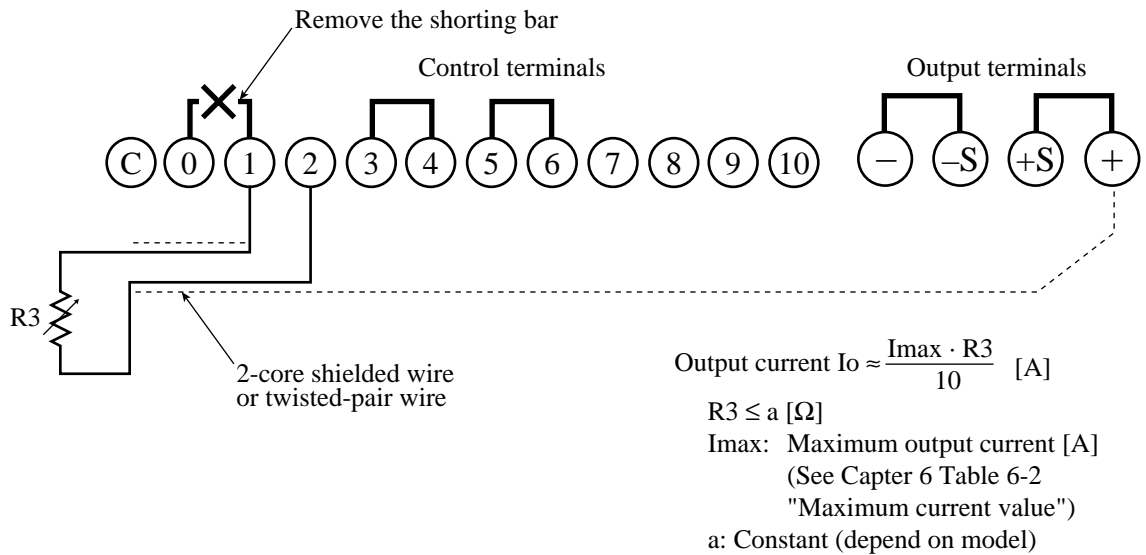 Remove the shorting bar
Control terminals
Output terminals
C 0 1 2 3 4 5 6 7 8 9 10 − −S +S +
R3
2-core shielded wire
or twisted-pair wire
Output current Io ≈ Imax · R3 / 10 [A]
R3 ≤ a [Ω]
Imax: Maximum output current [A]
(See Capter 6 Table 6-2
"Maximum current value")
a: Constant (depend on model)